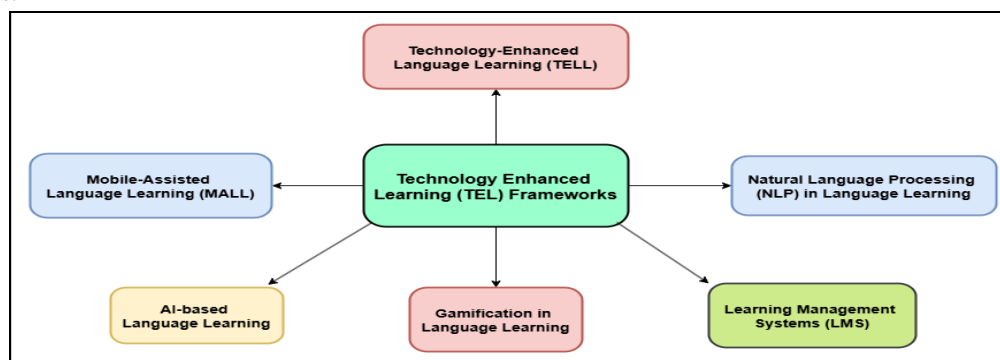 Technology-Enhanced
Language Learning (TELL)
Mobile-Assisted
Language Learning (MALL)
Technology Enhanced
Learning (TEL) Frameworks
Natural Language Processing
(NLP) in Language Learning
AI-based
Language Learning
Gamification in
Language Learning
Learning Management
Systems (LMS)